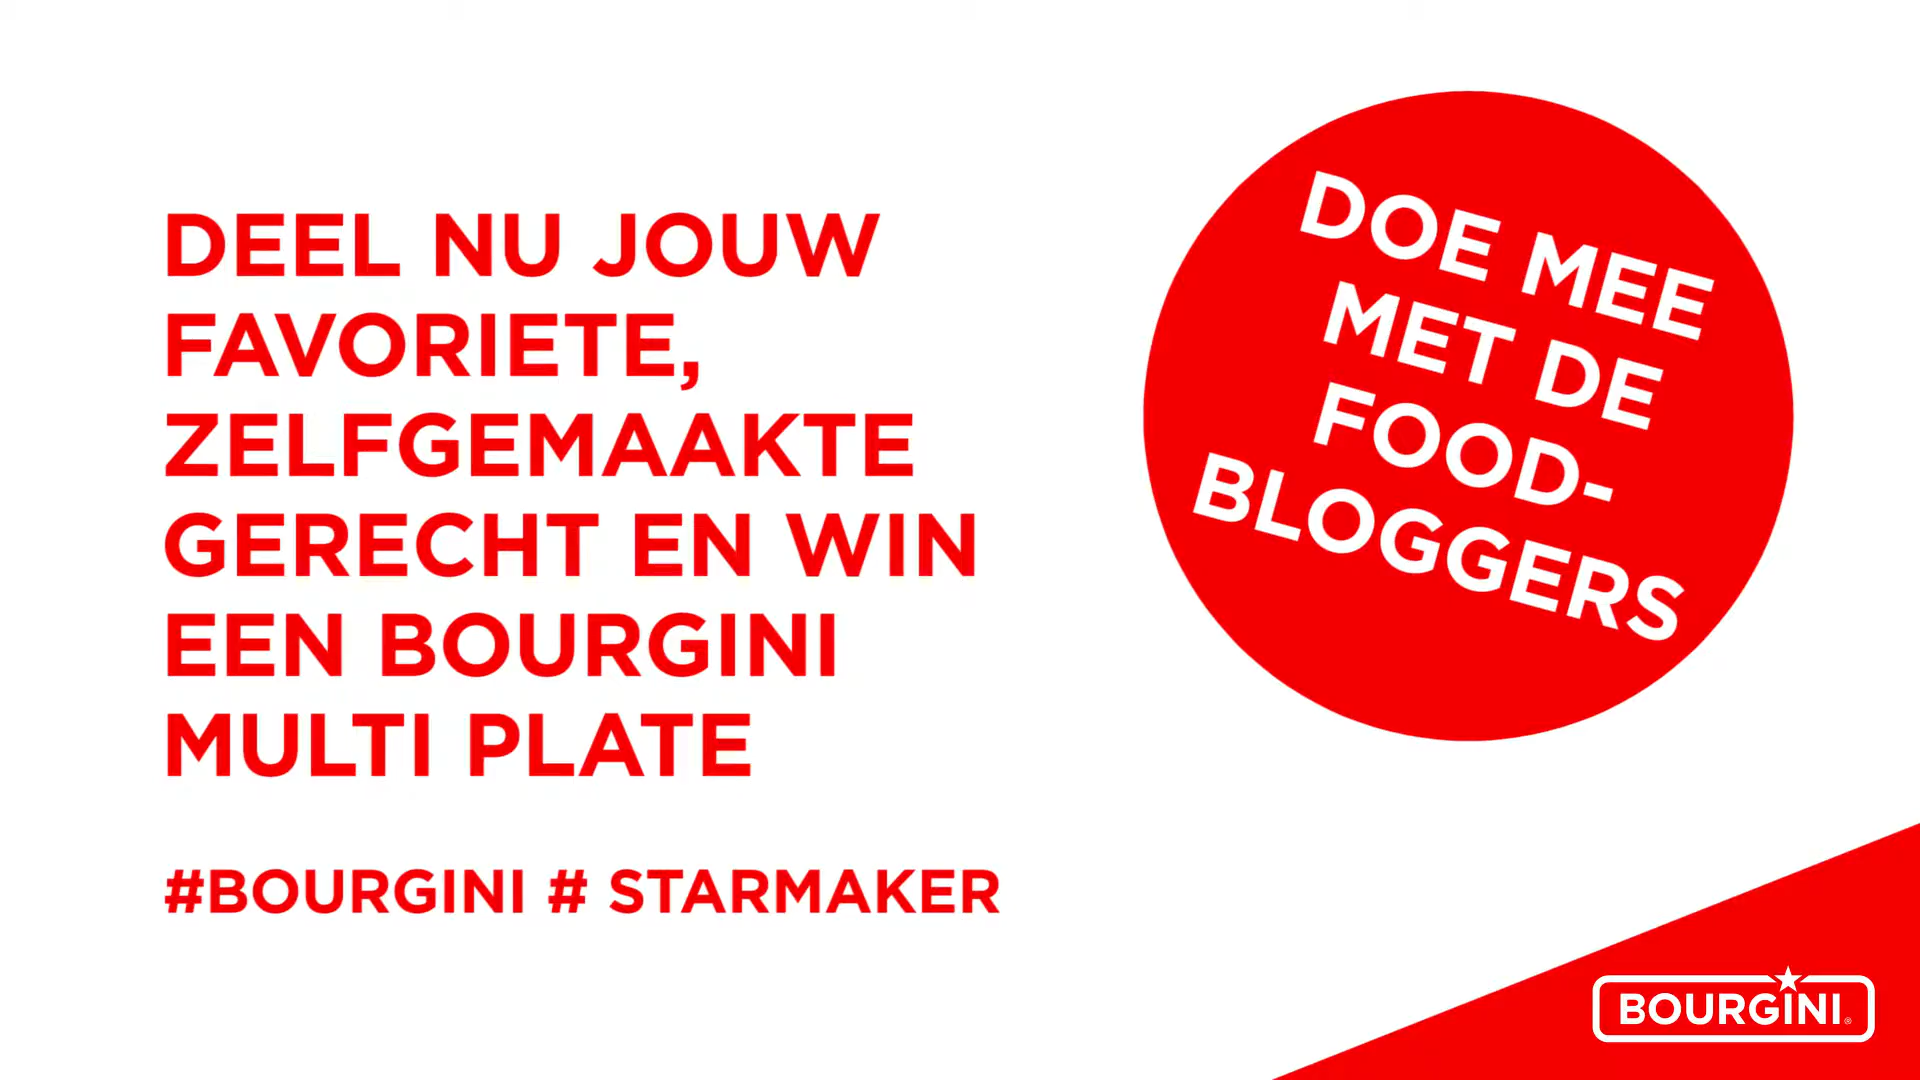 DEEL NU JOUW
FAVORIETE,
ZELFGEMAAKTE
GERECHT EN WIN
EEN BOURGINI
MULTI PLATE
#BOURGINI # STARMAKER
DOE MEE
MET DE
FOOD-
BLOGGERS
BOURGINI®